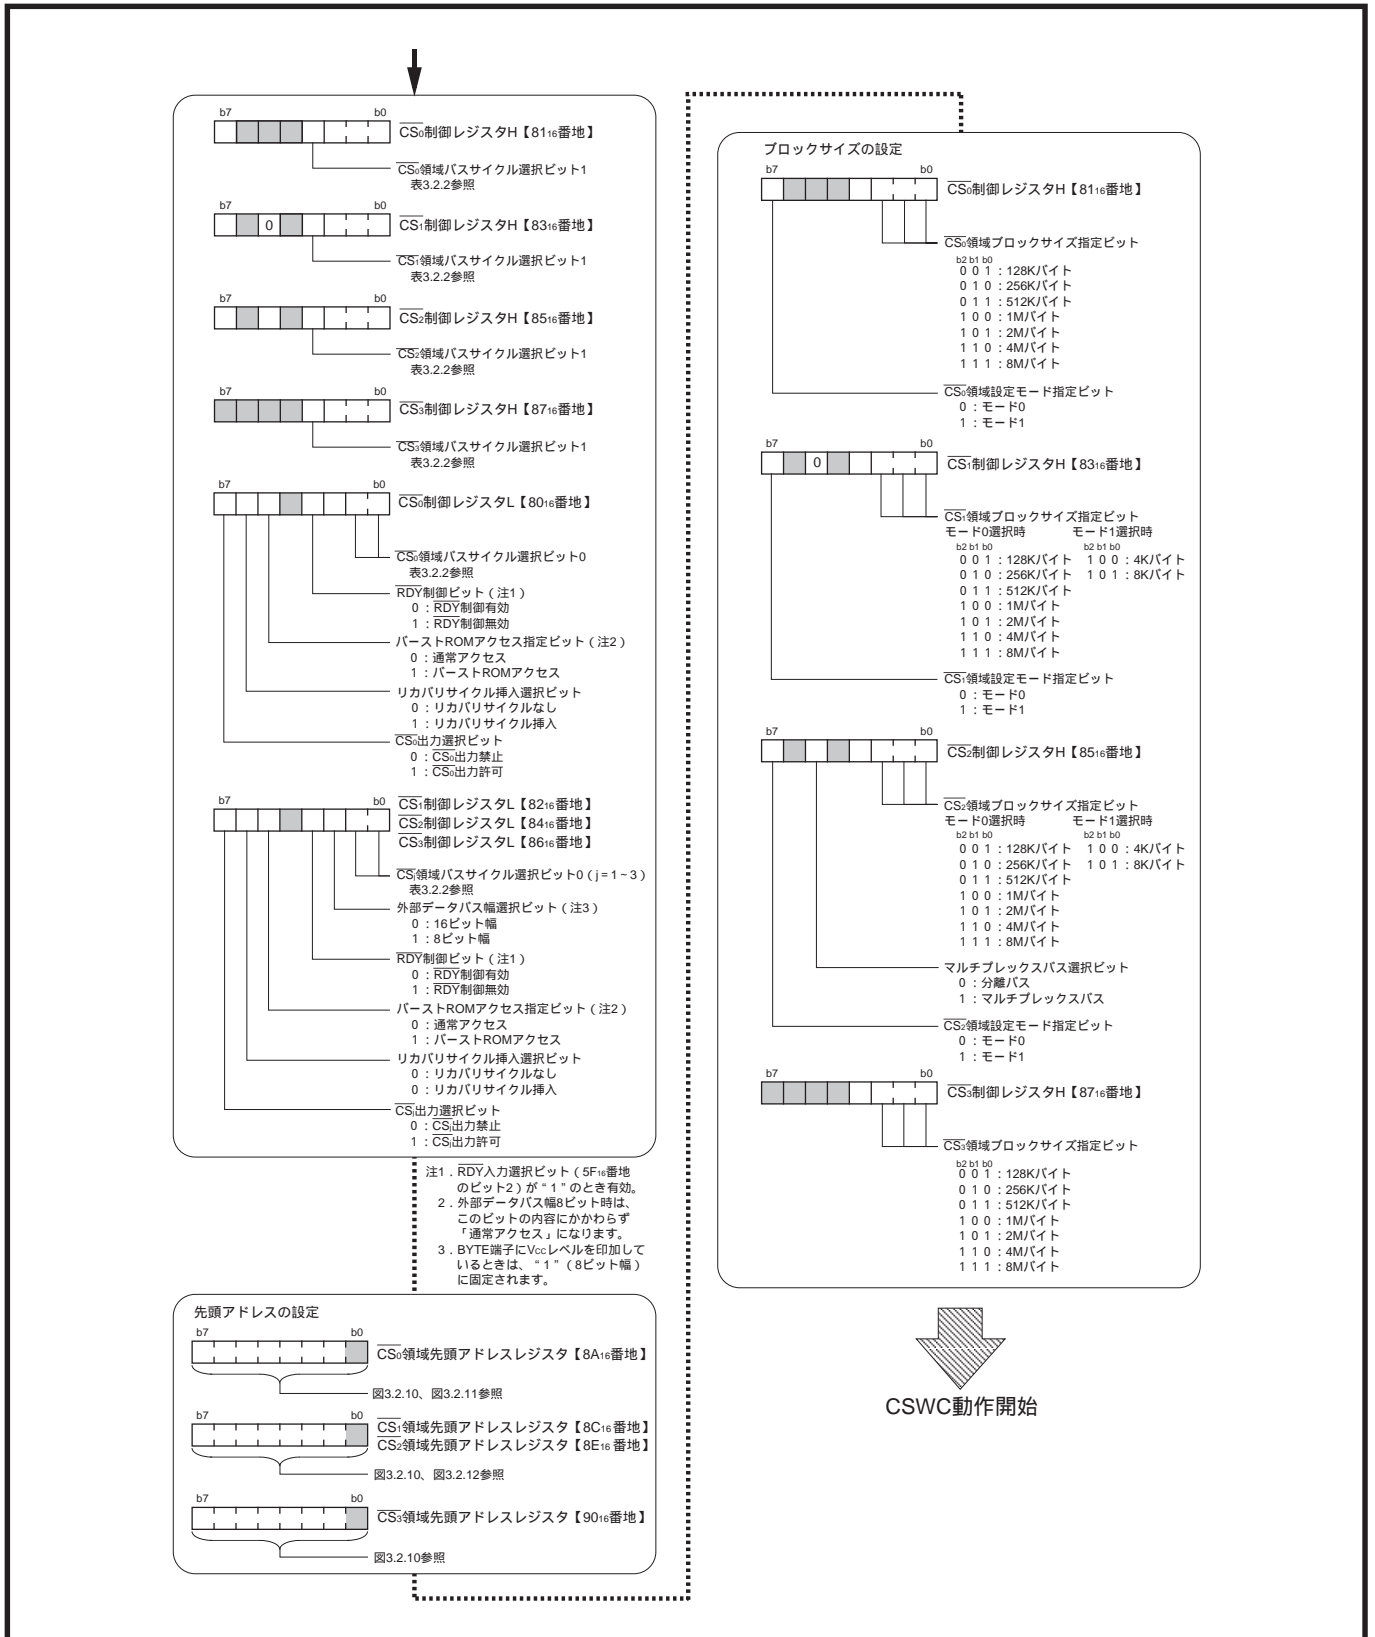 b7 b0
CS0制御レジスタH【8116番地】
CS0領域バスサイクル選択ビット1
表3.2.2参照
b7 b0
0 CS1制御レジスタH【8316番地】
CS1領域バスサイクル選択ビット1
表3.2.2参照
b7 b0
CS2制御レジスタH【8516番地】
CS2領域バスサイクル選択ビット1
表3.2.2参照
b7 b0
CS3制御レジスタH【8716番地】
CS3領域バスサイクル選択ビット1
表3.2.2参照
b7 b0
CS0制御レジスタL【8016番地】
CS0領域バスサイクル選択ビット0
表3.2.2参照
RDY制御ビット(注1)
0:RDY制御有効
1:RDY制御無効
バーストROMアクセス指定ビット(注2)
0:通常アクセス
1:バーストROMアクセス
リカバリサイクル挿入選択ビット
0:リカバリサイクルなし
1:リカバリサイクル挿入
CS0出力選択ビット
0:CS0出力禁止
1:CS0出力許可
b7 b0
CS1制御レジスタL【8216番地】
CS2制御レジスタL【8416番地】
CS3制御レジスタL【8616番地】
CSj領域バスサイクル選択ビット0(j=1~3)
表3.2.2参照
外部データバス幅選択ビット(注3)
0:16ビット幅
1:8ビット幅
RDY制御ビット(注1)
0:RDY制御有効
1:RDY制御無効
バーストROMアクセス指定ビット(注2)
0:通常アクセス
1:バーストROMアクセス
リカバリサイクル挿入選択ビット
0:リカバリサイクルなし
0:リカバリサイクル挿入
CSj出力選択ビット
0:CSj出力禁止
1:CSj出力許可
注1.RDY入力選択ビット(5F16番地
のビット2)が“1”のとき有効。
2.外部データバス幅8ビット時は、
このビットの内容にかかわらず
「通常アクセス」になります。
3.BYTE端子にVccレベルを印加して
いるときは、“1”(8ビット幅)
に固定されます。
先頭アドレスの設定
b7 b0
CS0領域先頭アドレスレジスタ【8A16番地】
図3.2.10、図3.2.11参照
b7 b0
CS1領域先頭アドレスレジスタ【8C16番地】
CS2領域先頭アドレスレジスタ【8E16番地】
図3.2.10、図3.2.12参照
b7 b0
CS3領域先頭アドレスレジスタ【9016番地】
図3.2.10参照
ブロックサイズの設定
b7 b0
CS0制御レジスタH【8116番地】
CS0領域ブロックサイズ指定ビット
b2 b1 b0
0 0 1:128Kバイト
0 1 0:256Kバイト
0 1 1:512Kバイト
1 0 0:1Mバイト
1 0 1:2Mバイト
1 1 0:4Mバイト
1 1 1:8Mバイト
CS0領域設定モード指定ビット
0:モード0
1:モード1
b7 b0
0 CS1制御レジスタH【8316番地】
CS1領域ブロックサイズ指定ビット
モード0選択時 モード1選択時
b2 b1 b0 b2 b1 b0
0 0 1:128Kバイト 1 0 0:4Kバイト
0 1 0:256Kバイト 1 0 1:8Kバイト
0 1 1:512Kバイト
1 0 0:1Mバイト
1 0 1:2Mバイト
1 1 0:4Mバイト
1 1 1:8Mバイト
CS1領域設定モード指定ビット
0:モード0
1:モード1
b7 b0
CS2制御レジスタH【8516番地】
CS2領域ブロックサイズ指定ビット
モード0選択時 モード1選択時
b2 b1 b0 b2 b1 b0
0 0 1:128Kバイト 1 0 0:4Kバイト
0 1 0:256Kバイト 1 0 1:8Kバイト
0 1 1:512Kバイト
1 0 0:1Mバイト
1 0 1:2Mバイト
1 1 0:4Mバイト
1 1 1:8Mバイト
マルチプレックスバス選択ビット
0:分離バス
1:マルチプレックスバス
CS2領域設定モード指定ビット
0:モード0
1:モード1
b7 b0
CS3制御レジスタH【8716番地】
CS3領域ブロックサイズ指定ビット
b2 b1 b0
0 0 1:128Kバイト
0 1 0:256Kバイト
0 1 1:512Kバイト
1 0 0:1Mバイト
1 0 1:2Mバイト
1 1 0:4Mバイト
1 1 1:8Mバイト
CSWC動作開始